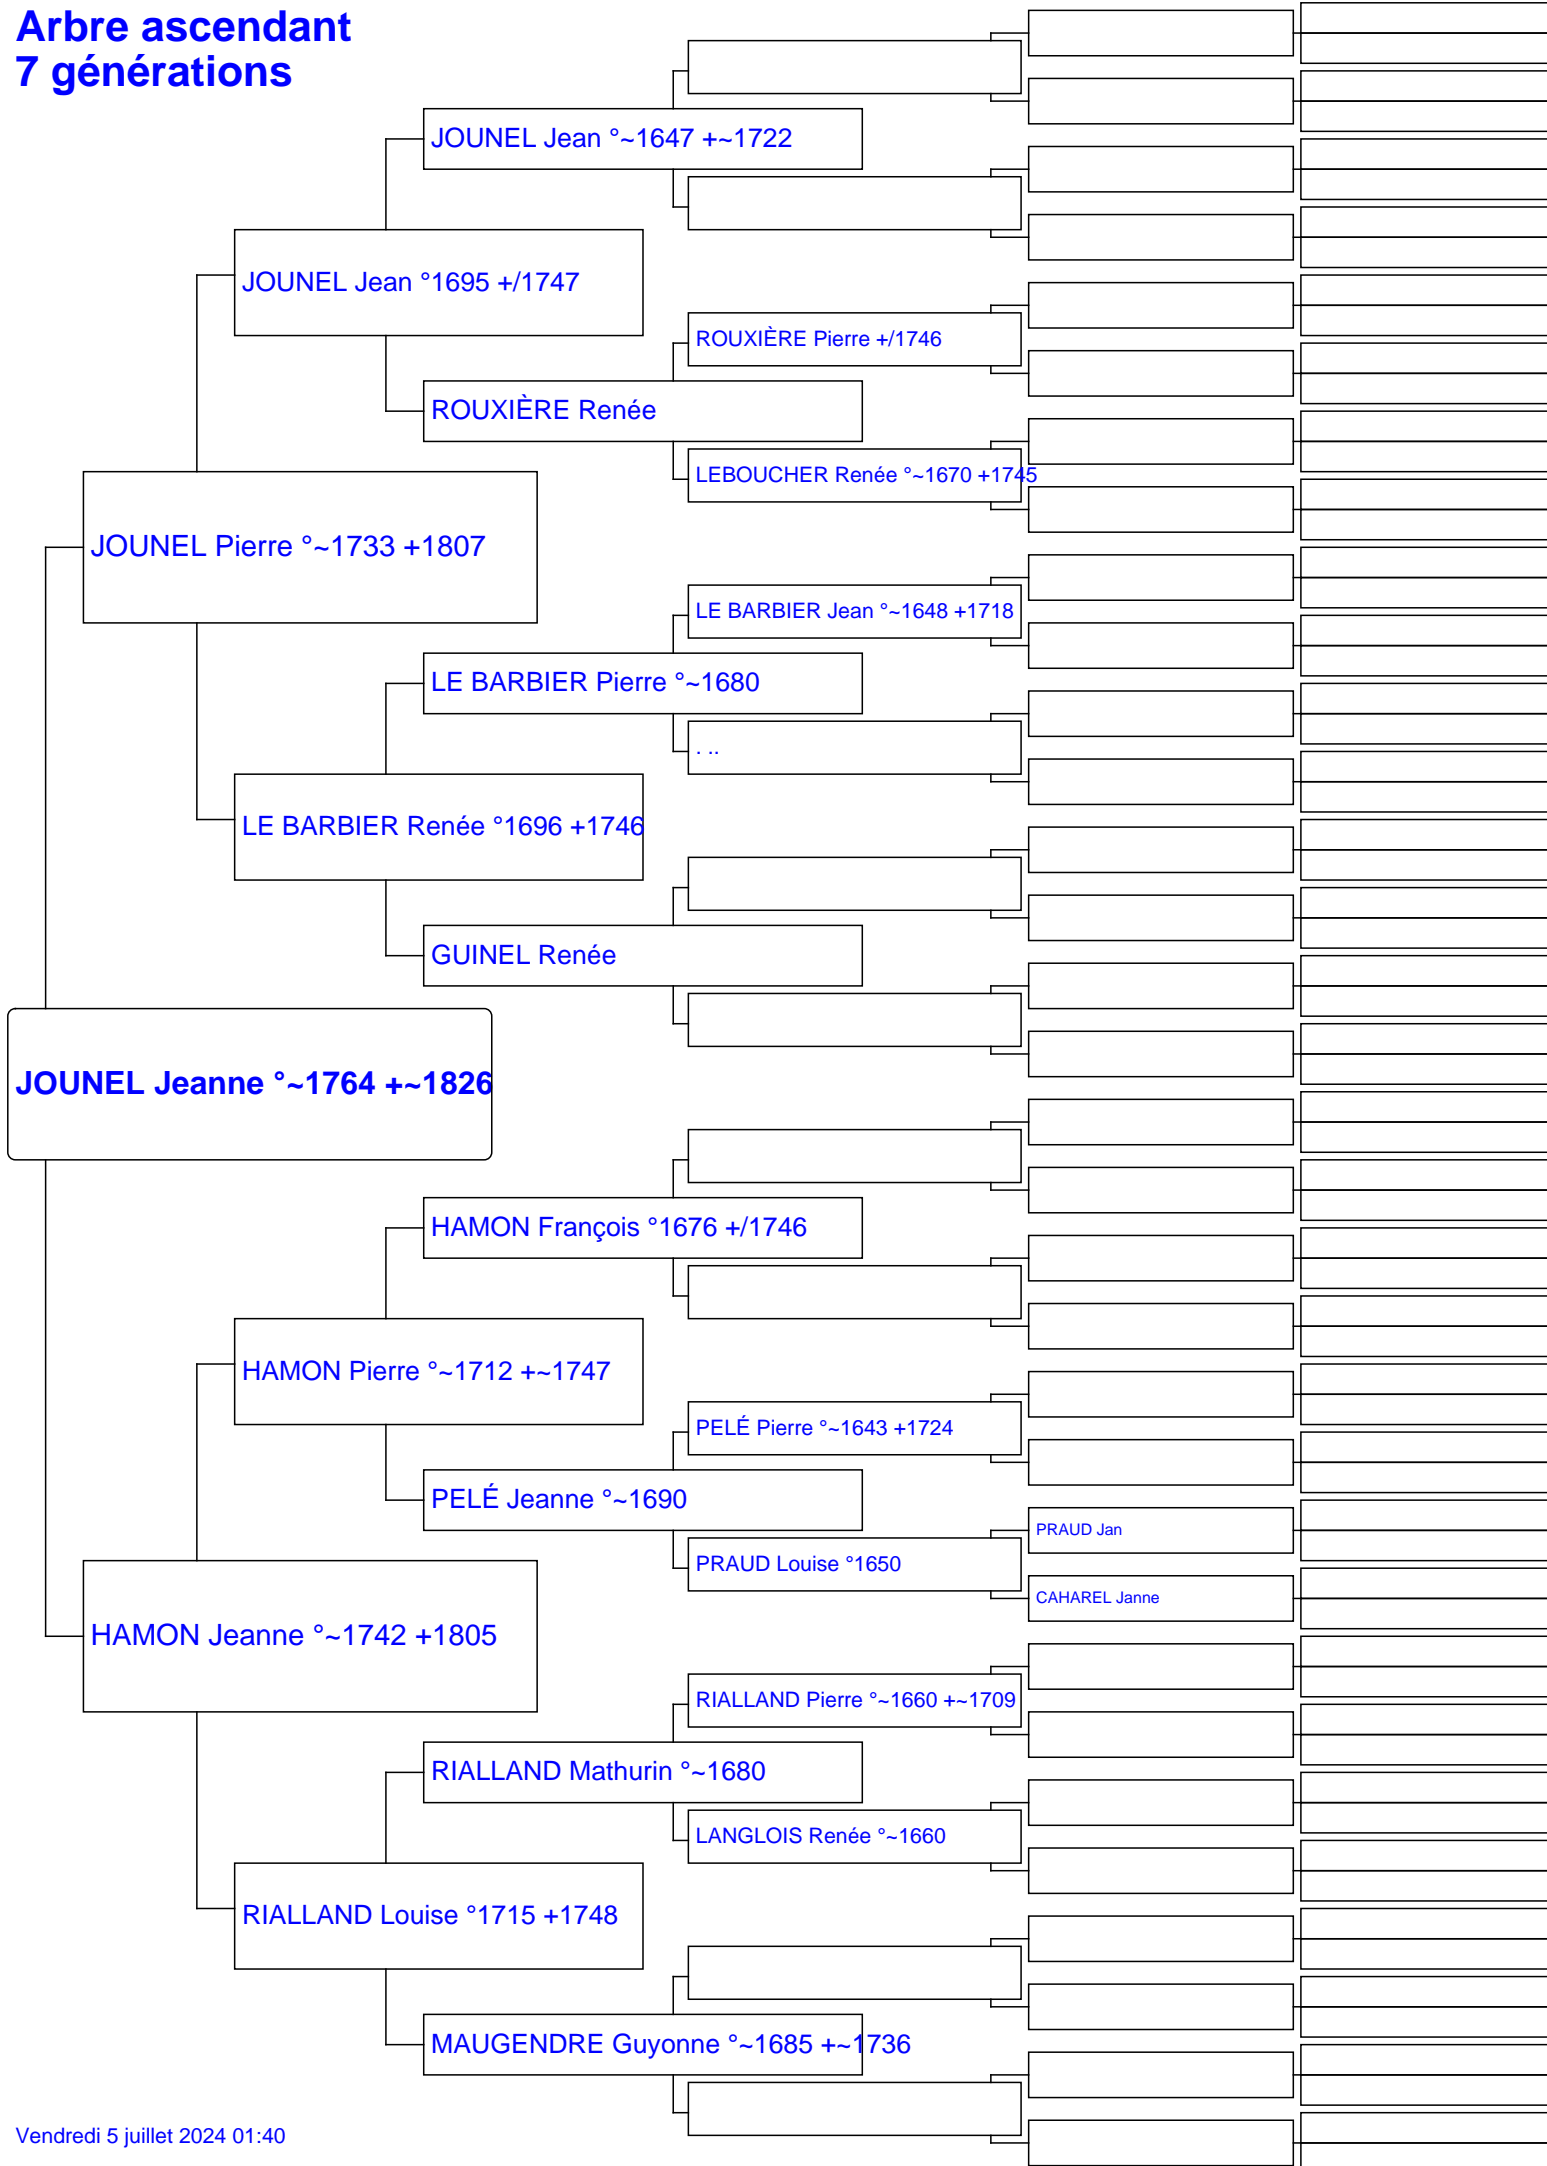 Arbre ascendant
7 générations
JOUNEL Jean °~1647 +~1722
JOUNEL Jean °1695 +/1747
ROUXIÈRE Pierre +/1746
ROUXIÈRE Renée
LEBOUCHER Renée °~1670 +1745
JOUNEL Pierre °~1733 +1807
LE BARBIER Jean °~1648 +1718
LE BARBIER Pierre °~1680
. ..
LE BARBIER Renée °1696 +1746
GUINEL Renée
JOUNEL Jeanne °~1764 +~1826
HAMON François °1676 +/1746
HAMON Pierre °~1712 +~1747
PELÉ Pierre °~1643 +1724
PELÉ Jeanne °~1690
PRAUD Jan
PRAUD Louise °1650
CAHAREL Janne
HAMON Jeanne °~1742 +1805
RIALLAND Pierre °~1660 +~1709
RIALLAND Mathurin °~1680
LANGLOIS Renée °~1660
RIALLAND Louise °1715 +1748
MAUGENDRE Guyonne °~1685 +~1736
Vendredi 5 juillet 2024 01:40